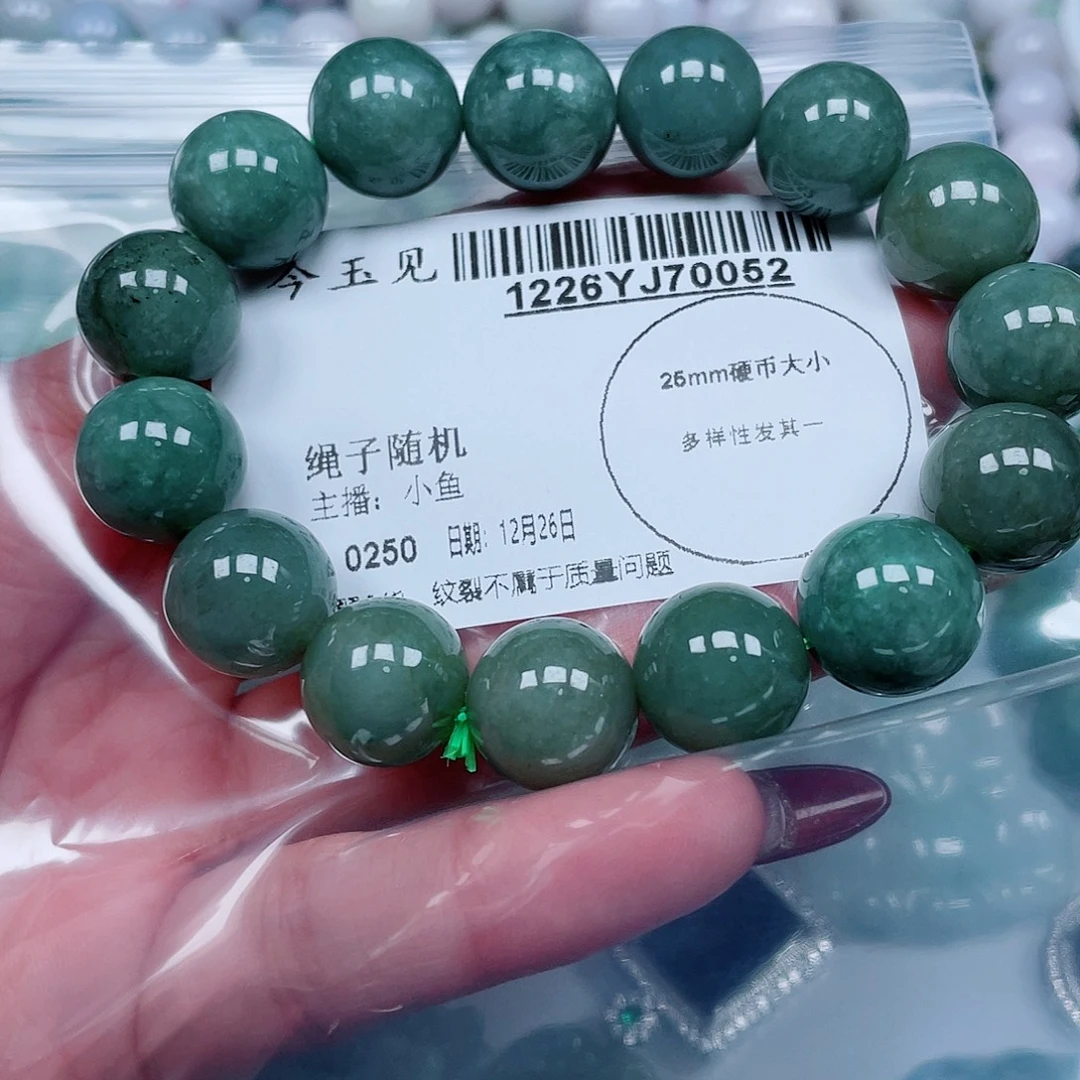 今玉见
1226YJ70052
25mm硬币大小
多样性发其一
绳子随机
主播：小鱼
0250 日期：12月26日
纹裂不属于质量问题